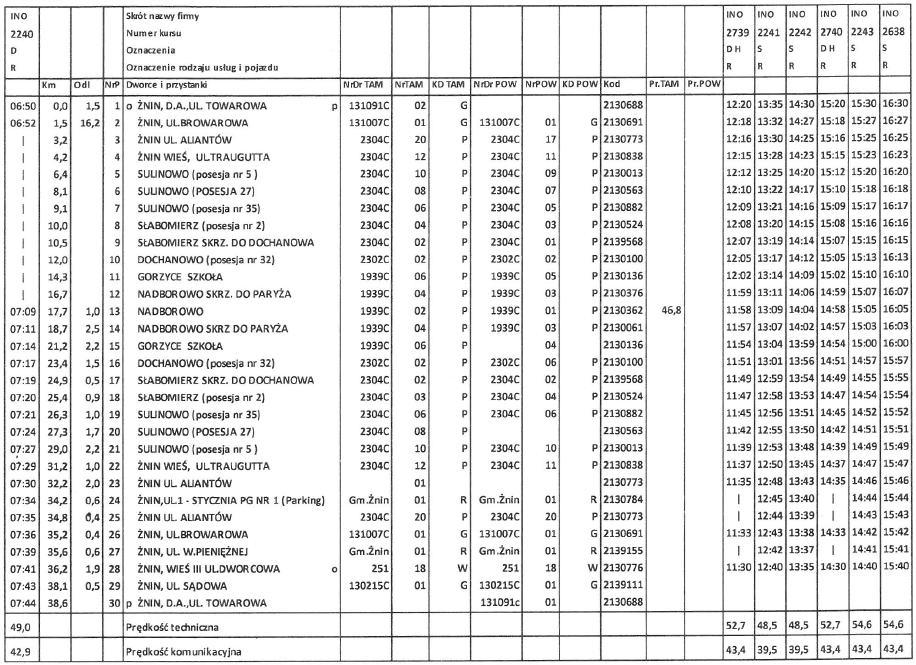 INO Skrót nazwy firmy INO INO INO INO INO INO
2240 Numer kursu 2739 2241 2242 2740 2243 2638
D Oznaczenia D H S S D H S S
R Oznaczenie rodzaju usług i pojazdu R R R R R R
Km Odl NrP Dworce i przystanki NrDr TAM NrTAM KD TAM NrDr POW NrPOW KD POW Kod Pr.TAM Pr.POW
06:50 0,0 1,5 1 o ŻNIN, D.A.,UL. TOWAROWA p 131091C 02 G 2130688 12:20 13:35 14:30 15:20 15:30 16:30
06:52 1,5 16,2 2 ŻNIN, UL.BROWAROWA 131007C 01 G 131007C 01 G 2130691 12:18 13:32 14:27 15:18 15:27 16:27
| 3,2 3 ŻNIN UL. ALIANTÓW 2304C 20 P 2304C 17 P 2130773 12:16 13:30 14:25 15:16 15:25 16:25
| 4,2 4 ŻNIN WIEŚ, UL.TRAUGUTTA 2304C 12 P 2304C 11 P 2130838 12:15 13:28 14:23 15:15 15:23 16:23
| 6,4 5 SULINOWO (posesja nr 5 ) 2304C 10 P 2304C 09 P 2130013 12:12 13:25 14:20 15:12 15:20 16:20
| 8,1 6 SULINOWO (POSESJA 27) 2304C 08 P 2304C 07 P 2130563 12:10 13:22 14:17 15:10 15:18 16:18
| 9,1 7 SULINOWO (posesja nr 35) 2304C 06 P 2304C 05 P 2130882 12:09 13:21 14:16 15:09 15:17 16:17
| 10,0 8 SŁABOMIERZ (posesja nr 2) 2304C 04 P 2304C 03 P 2130524 12:08 13:20 14:15 15:08 15:16 16:16
| 10,5 9 SŁABOMIERZ SKRZ. DO DOCHANOWA 2304C 02 P 2304C 01 P 2139568 12:07 13:19 14:14 15:07 15:15 16:15
| 12,0 10 DOCHANOWO (posesja nr 32) 2302C 02 P 2302C 02 P 2130100 12:05 13:17 14:12 15:05 15:13 16:13
| 14,3 11 GORZYCE SZKOŁA 1939C 06 P 1939C 05 P 2130136 12:02 13:14 14:09 15:02 15:10 16:10
| 16,7 12 NADBOROWO SKRZ. DO PARYŻA 1939C 04 P 1939C 03 P 2130376 11:59 13:11 14:06 14:59 15:07 16:07
07:09 17,7 1,0 13 NADBOROWO 1939C 02 P 1939C 01 P 2130362 46,8 11:58 13:09 14:04 14:58 15:05 16:05
07:11 18,7 2,5 14 NADBOROWO SKRZ DO PARYŻA 1939C 04 P 1939C 03 P 2130061 11:57 13:07 14:02 14:57 15:03 16:03
07:14 21,2 2,2 15 GORZYCE SZKOŁA 1939C 06 P 04 2130136 11:54 13:04 13:59 14:54 15:00 16:00
07:17 23,4 1,5 16 DOCHANOWO (posesja nr 32) 2302C 02 P 2302C 06 P 2130100 11:51 13:01 13:56 14:51 14:57 15:57
07:19 24,9 0,5 17 SŁABOMIERZ SKRZ. DO DOCHANOWA 2304C 02 P 2304C 02 P 2139568 11:49 12:59 13:54 14:49 14:55 15:55
07:20 25,4 0,9 18 SŁABOMIERZ (posesja nr 2) 2304C 03 P 2304C 04 P 2130524 11:47 12:58 13:53 14:47 14:54 15:54
07:21 26,3 1,0 19 SULINOWO (posesja nr 35) 2304C 06 P 2304C 06 P 2130882 11:45 12:56 13:51 14:45 14:52 15:52
07:24 27,3 1,7 20 SULINOWO (POSESJA 27) 2304C 08 P 2130563 11:42 12:55 13:50 14:42 14:51 15:51
07:27 29,0 2,2 21 SULINOWO (posesja nr 5 ) 2304C 10 P 2304C 10 P 2130013 11:39 12:53 13:48 14:39 14:49 15:49
07:29 31,2 1,0 22 ŻNIN WIEŚ, UL.TRAUGUTTA 2304C 12 P 2304C 11 P 2130838 11:37 12:50 13:45 14:37 14:47 15:47
07:30 32,2 2,0 23 ŻNIN UL ALIANTÓW 01 2130773 11:35 12:48 13:43 14:35 14:46 15:46
07:34 34,2 0,6 24 ŻNIN,UL.1 - STYCZNIA PG NR 1 (Parking) Gm.Żnin 01 R Gm.Żnin 01 R 2130784 | 12:45 13:40 | 14:44 15:44
07:35 34,8 0,4 25 ŻNIN UL. ALIANTÓW 2304C 20 P 2304C 20 P 2130773 | 12:44 13:39 | 14:43 15:43
07:36 35,2 0,4 26 ŻNIN, UL.BROWAROWA 131007C 01 G 131007C 01 G 2130691 11:33 12:43 13:38 14:33 14:42 15:42
07:39 35,6 0,6 27 ŻNIN, UL. W.PIENIĘŻNEJ Gm.Żnin 01 R Gm.Żnin 01 R 2139155 | 12:42 13:37 | 14:41 15:41
07:41 36,2 1,9 28 ŻNIN, WIEŚ III UL.DWORCOWA o 251 18 W 251 18 W 2130776 11:30 12:40 13:35 14:30 14:40 15:40
07:43 38,1 0,5 29 ŻNIN, UL. SĄDOWA 130215C 01 G 130215C 01 G 2139111
07:44 38,6 30 p ŻNIN, D.A.,UL. TOWAROWA 131091c 01 2130688
49,0 Prędkość techniczna 52,7 48,5 48,5 52,7 54,6 54,6
42,9 Prędkość komunikacyjna 43,4 39,5 39,5 43,4 43,4 43,4